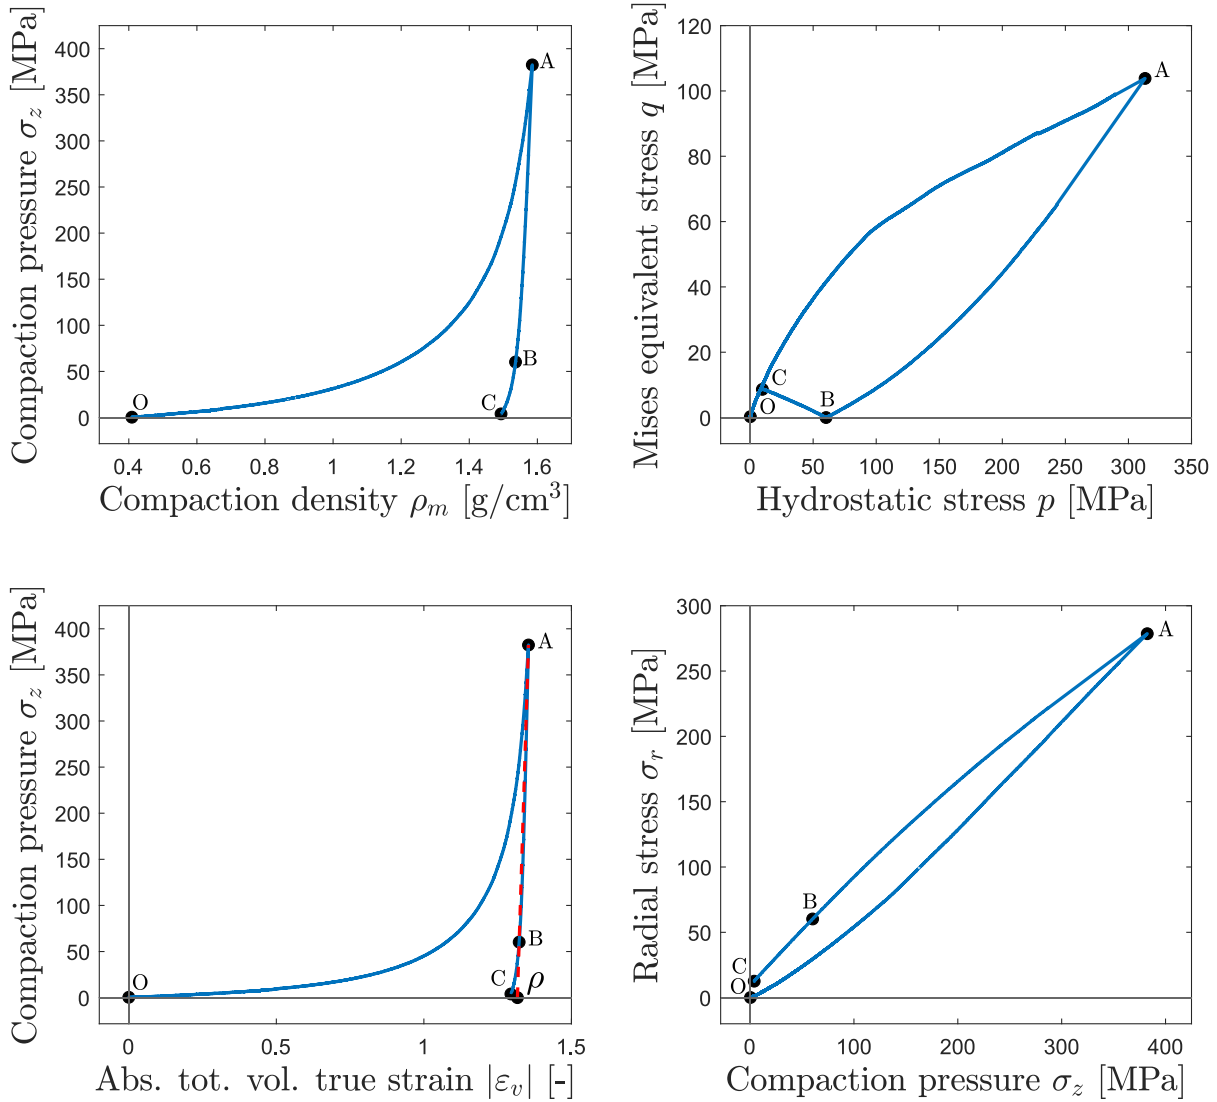 Compaction pressure σz [MPa]
400
350
300
250
200
150
100
50
0
A
B
C
O
0.4 0.6 0.8 1 1.2 1.4 1.6
Compaction density ρm [g/cm³]
Mises equivalent stress q [MPa]
120
100
80
60
40
20
0
A
C
O
B
0 50 100 150 200 250 300 350
Hydrostatic stress p [MPa]
Compaction pressure σz [MPa]
400
350
300
250
200
150
100
50
0
A
B
C
ρ
O
0 0.5 1 1.5
Abs. tot. vol. true strain |εv| [-]
Radial stress σr [MPa]
300
250
200
150
100
50
0
A
B
C
O
0 100 200 300 400
Compaction pressure σz [MPa]